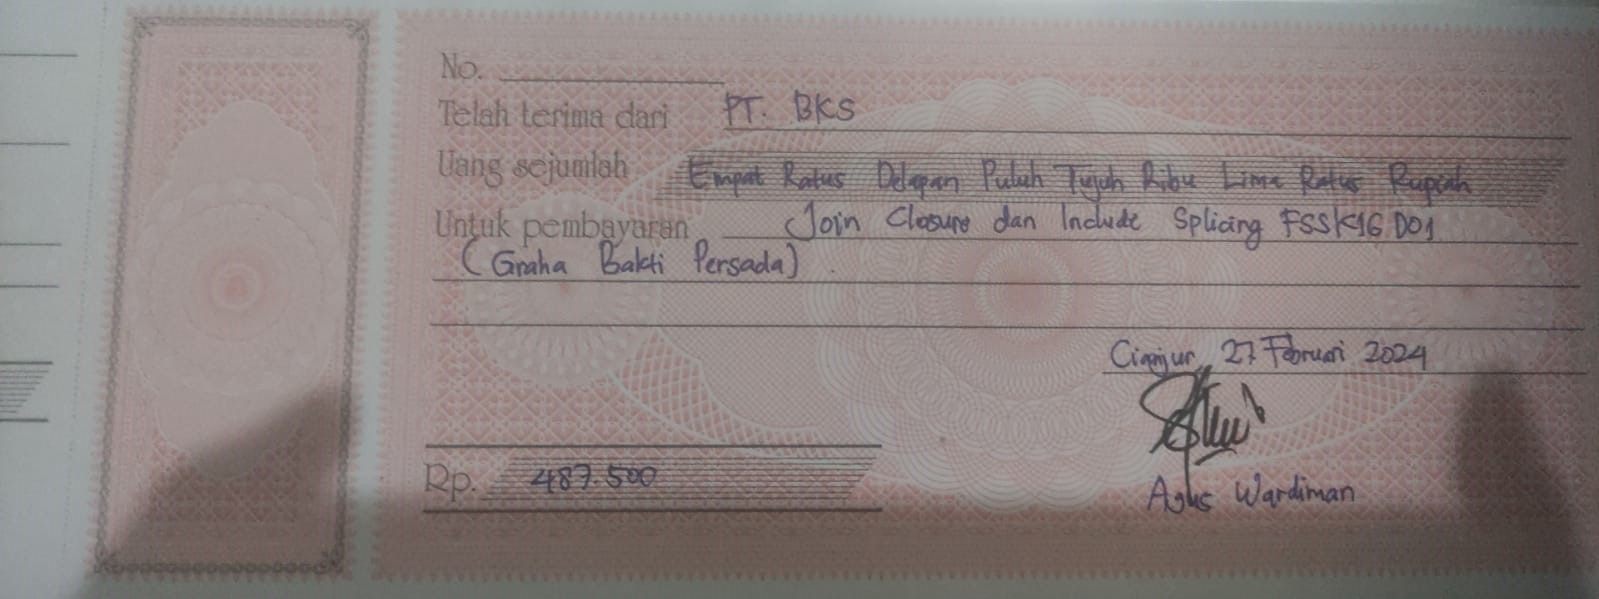 No.
Telah terima dari PT. BKS
Uang sejumlah Empat Ratus Delapan Puluh Tujuh Ribu Lima Ratus Rupiah
Untuk pembayaran Join Closure dan Include Splicing FSSK16 D01
(Graha Bakti Persada)
Cianjur, 27 Februari 2024
Rp. 487.500
Agus Wardiman